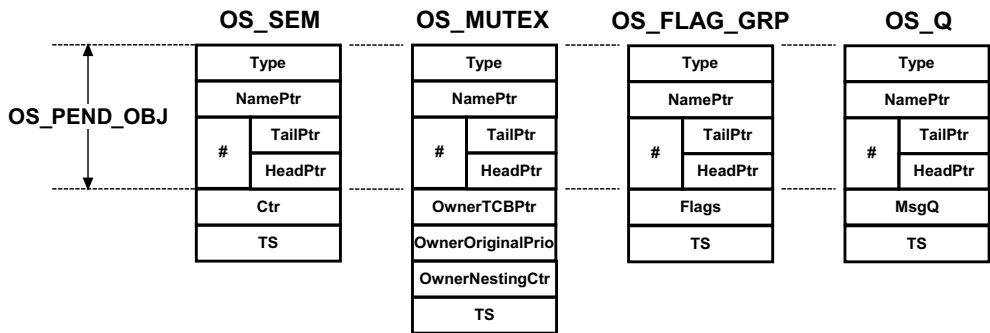 OS_SEM OS_MUTEX OS_FLAG_GRP OS_Q
Type Type Type Type
NamePtr NamePtr NamePtr NamePtr
OS_PEND_OBJ
# TailPtr # TailPtr # TailPtr # TailPtr
HeadPtr HeadPtr HeadPtr HeadPtr
Ctr OwnerTCBPtr Flags MsgQ
TS OwnerOriginalPrio TS TS
OwnerNestingCtr
TS